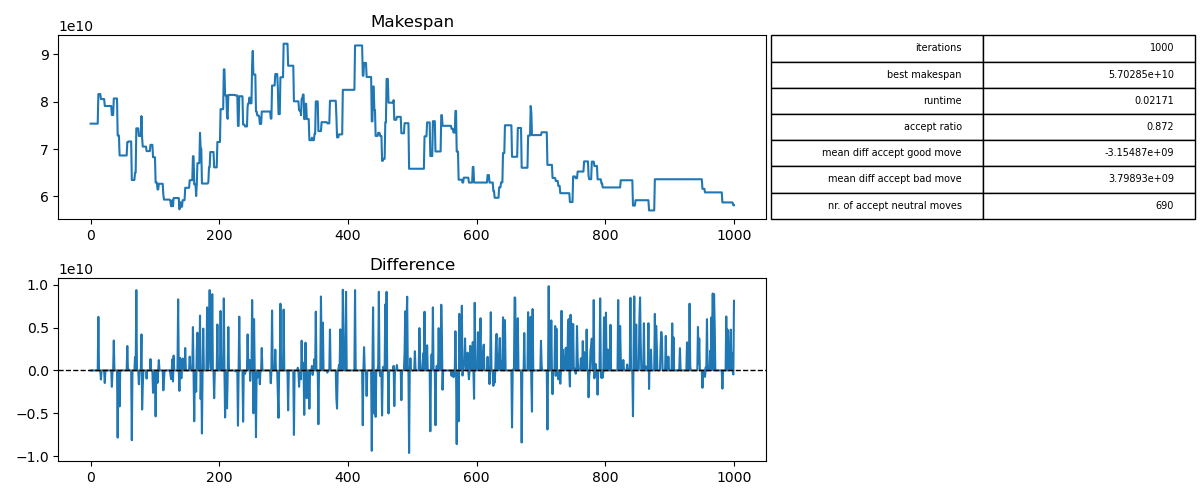 Makespan
1e10
9
8
7
6
0
200
400
600
800
1000
iterations 1000
best makespan 5.70285e+10
runtime 0.02171
accept ratio 0.872
mean diff accept good move -3.15487e+09
mean diff accept bad move 3.79893e+09
nr. of accept neutral moves 690
Difference
1e10
1.0
0.5
0.0
−0.5
−1.0
0
200
400
600
800
1000